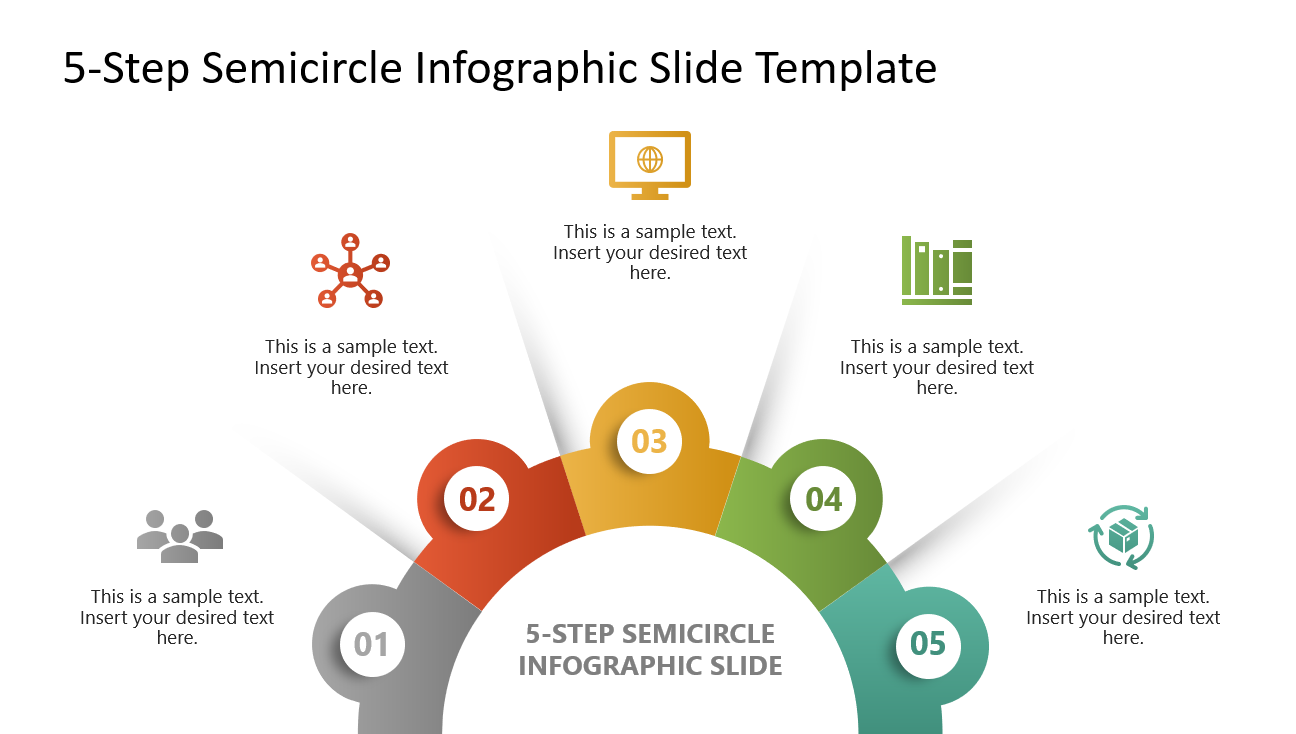 5-Step Semicircle Infographic Slide Template
This is a sample text.
Insert your desired text
here.
This is a sample text.
Insert your desired text
here.
This is a sample text.
Insert your desired text
here.
03
02
04
This is a sample text.
Insert your desired text
here.
This is a sample text.
Insert your desired text
here.
01
05
5-STEP SEMICIRCLE
INFOGRAPHIC SLIDE